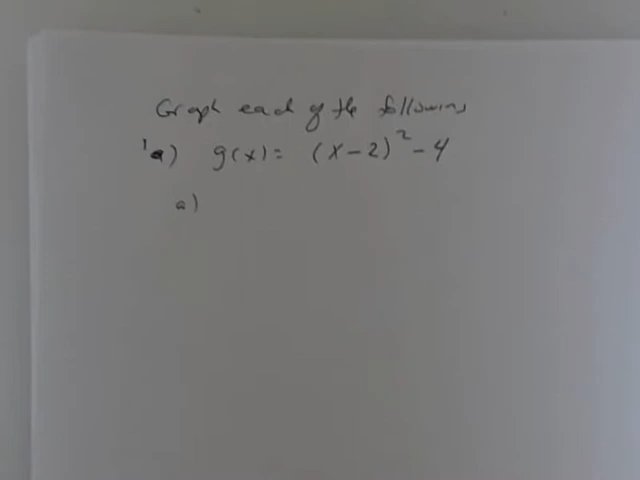 Graph each of the following
1a) g(x) = (x-2)² - 4
a)